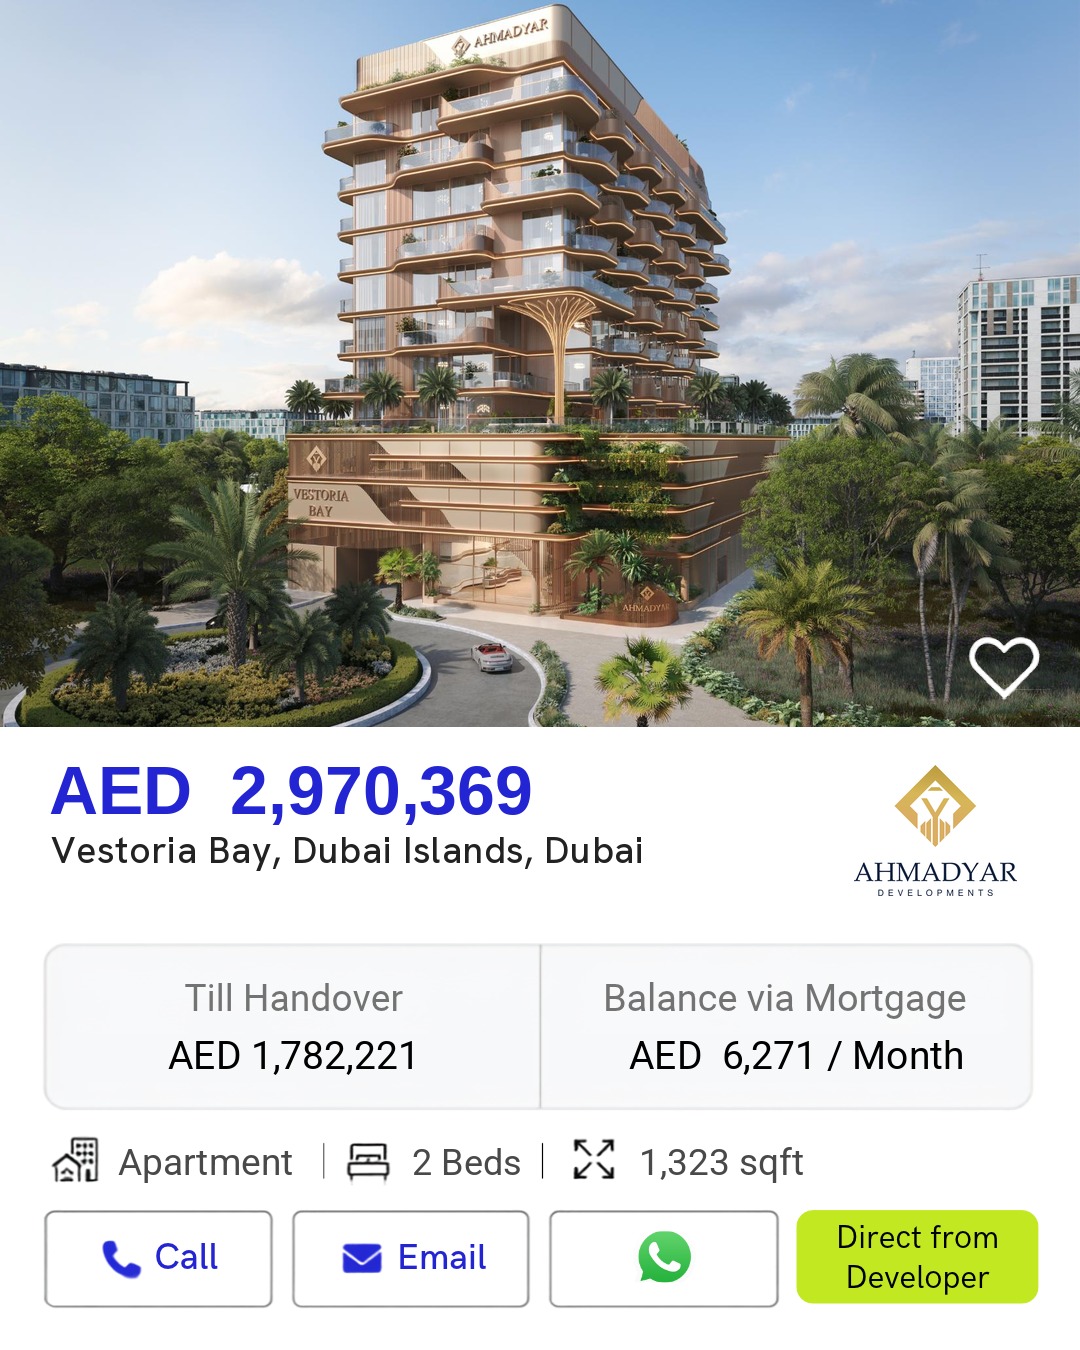 AHMADYAR
VESTORIA
BAY
AHMADYAR
AED 2,970,369
Vestoria Bay, Dubai Islands, Dubai
AHMADYAR
DEVELOPMENTS
Till Handover
AED 1,782,221
Balance via Mortgage
AED 6,271 / Month
Apartment
2 Beds
1,323 sqft
Call
Email
Direct from
Developer